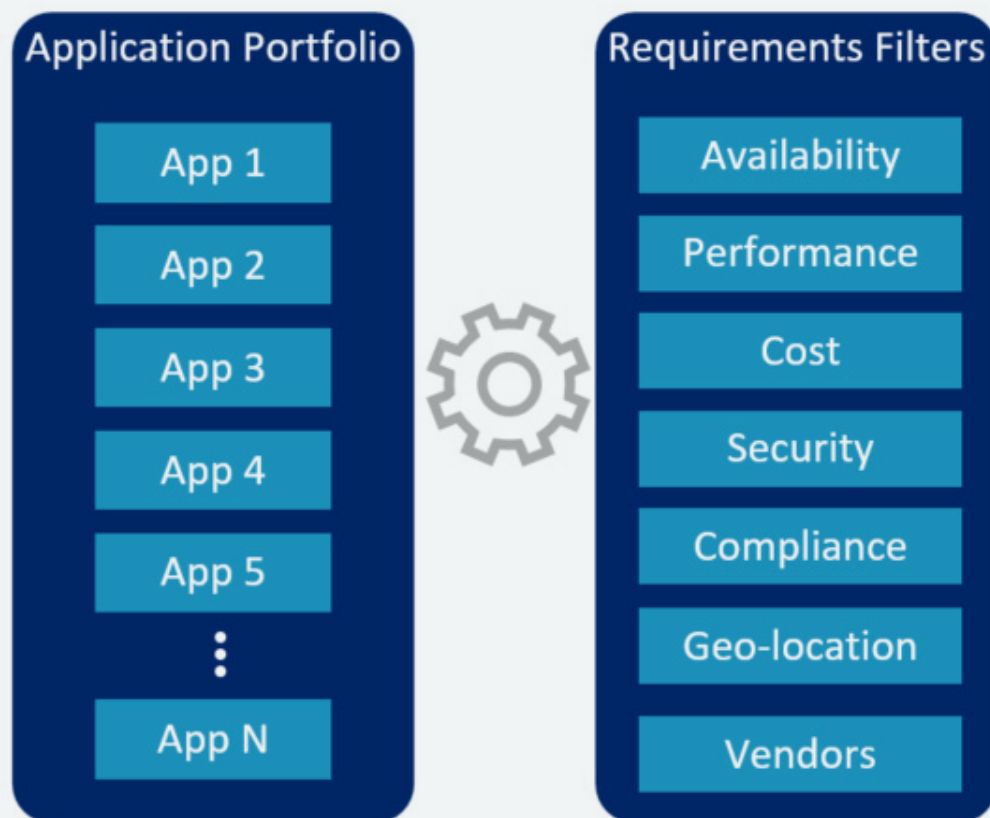 Application Portfolio
App 1
App 2
App 3
App 4
App 5
App N
Requirements Filters
Availability
Performance
Cost
Security
Compliance
Geo-location
Vendors